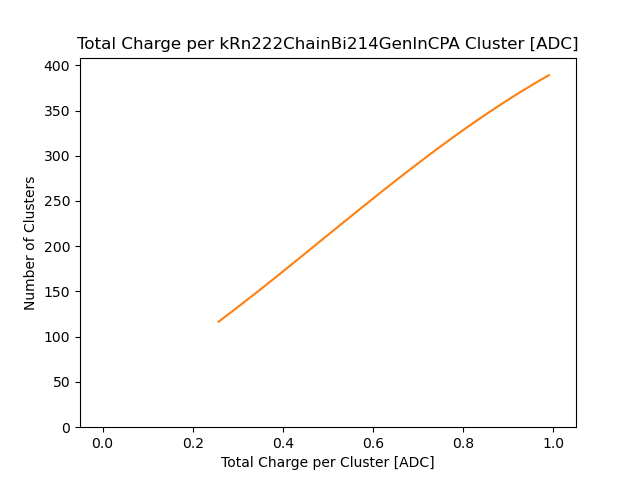 Total Charge per kRn222ChainBi214GenInCPA Cluster [ADC]
400
350
300
250
200
150
100
50
0
Number of Clusters
0.0 0.2 0.4 0.6 0.8 1.0
Total Charge per Cluster [ADC]